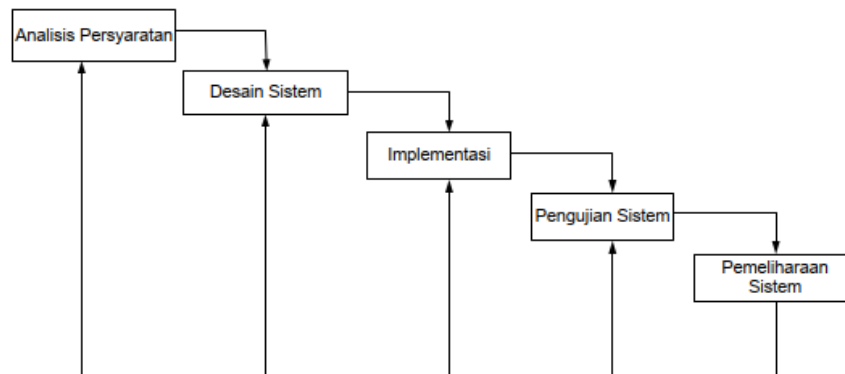 Analisis Persyaratan
Desain Sistem
Implementasi
Pengujian Sistem
Pemeliharaan
Sistem